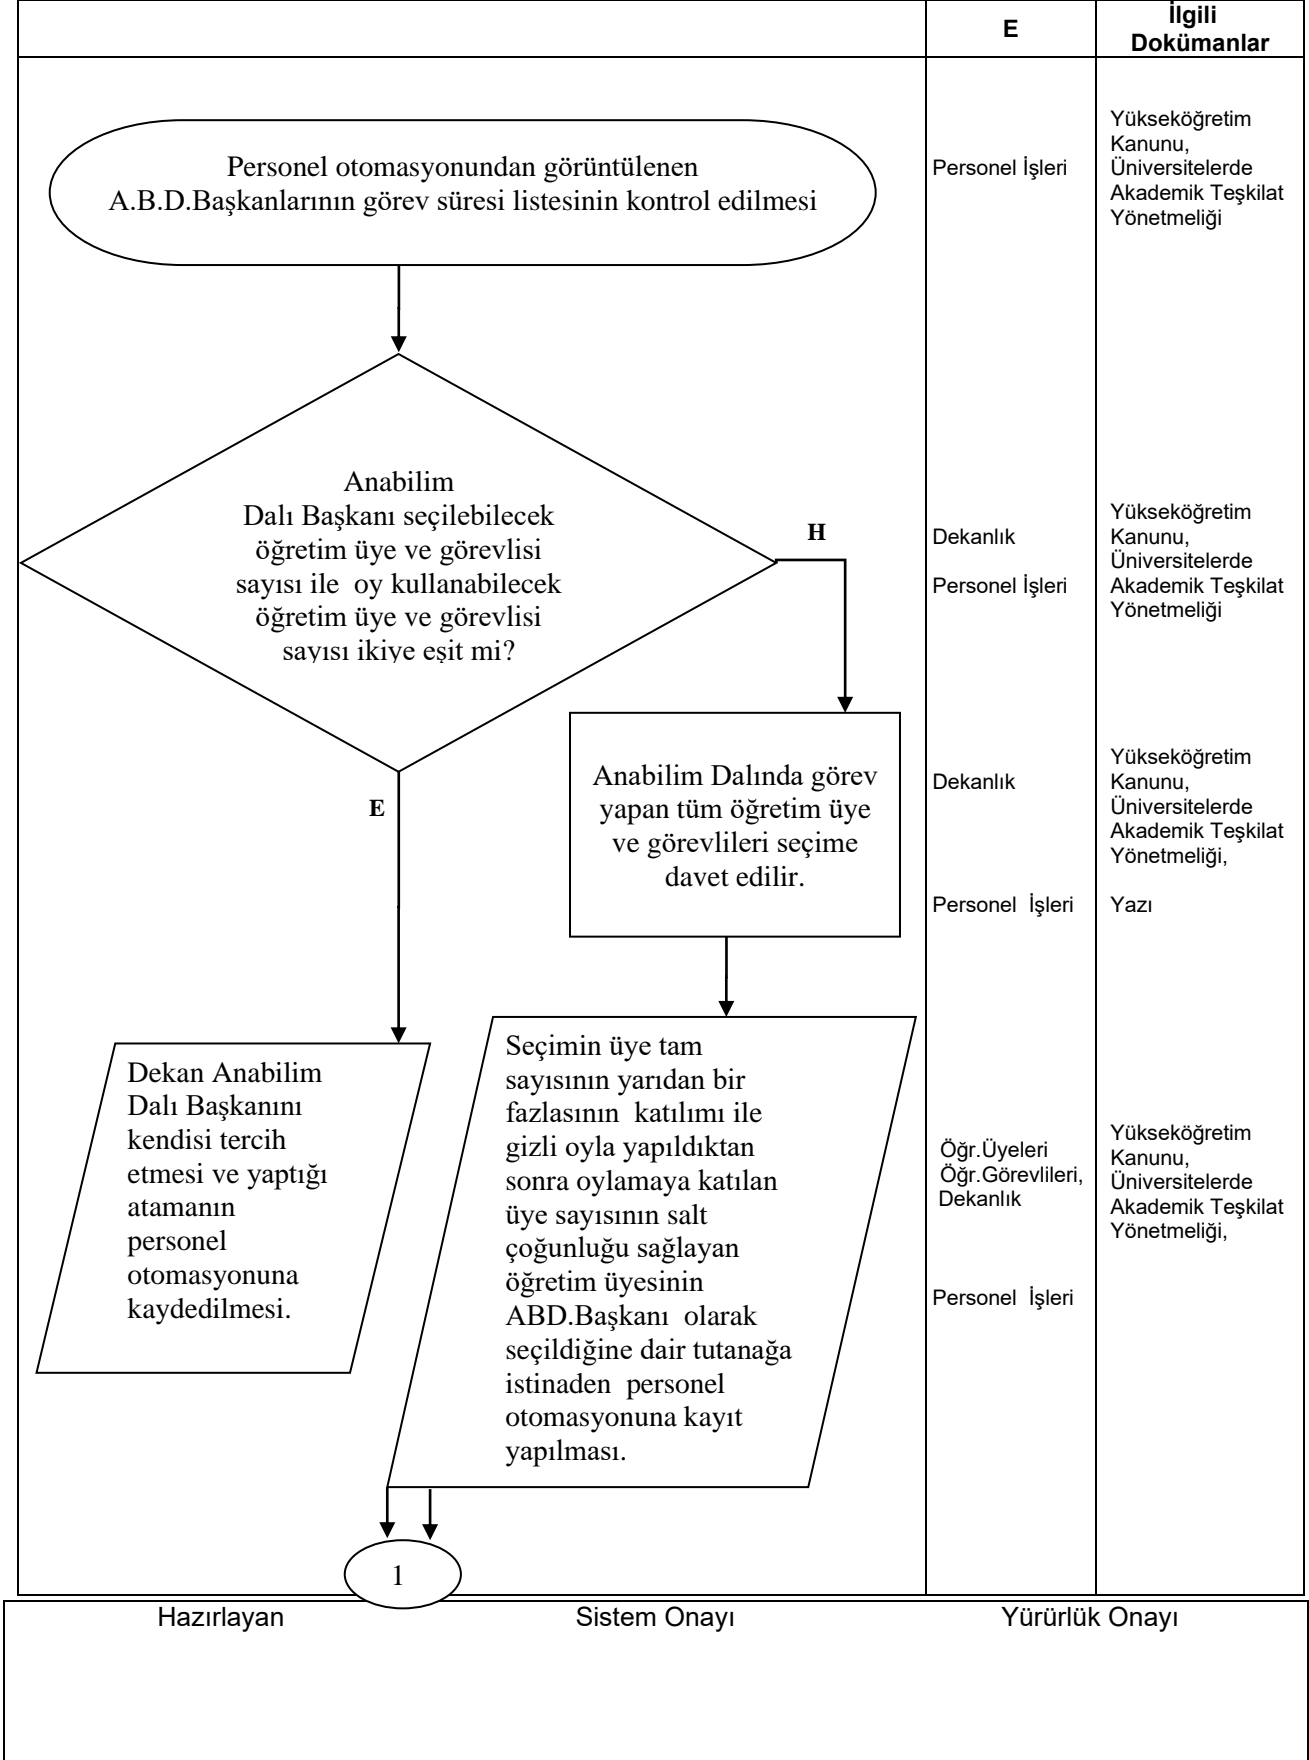 E
İlgili
Dokümanlar
Personel otomasyonundan görüntülenen
A.B.D.Başkanlarının görev süresi listesinin kontrol edilmesi
Personel İşleri
Yükseköğretim
Kanunu,
Üniversitelerde
Akademik Teşkilat
Yönetmeliği
Anabilim
Dalı Başkanı seçilebilecek
öğretim üye ve görevlisi
sayısı ile oy kullanabilecek
öğretim üye ve görevlisi
sayısı ikiye eşit mi?
H
Dekanlık
Personel İşleri
Yükseköğretim
Kanunu,
Üniversitelerde
Akademik Teşkilat
Yönetmeliği
E
Anabilim Dalında görev
yapan tüm öğretim üye
ve görevlileri seçime
davet edilir.
Dekanlık
Personel İşleri
Yükseköğretim
Kanunu,
Üniversitelerde
Akademik Teşkilat
Yönetmeliği,
Yazı
Dekan Anabilim
Dalı Başkanını
kendisi tercih
etmesi ve yaptığı
atamanın
personel
otomasyonuna
kaydedilmesi.
Seçimin üye tam
sayısının yarıdan bir
fazlasının katılımı ile
gizli oyla yapıldıktan
sonra oylamaya katılan
üye sayısının salt
çoğunluğu sağlayan
öğretim üyesinin
ABD.Başkanı olarak
seçildiğine dair tutanağa
istinaden personel
otomasyonuna kayıt
yapılması.
Öğr.Üyeleri
Öğr.Görevlileri,
Dekanlık
Personel İşleri
Yükseköğretim
Kanunu,
Üniversitelerde
Akademik Teşkilat
Yönetmeliği,
1
Hazırlayan
Sistem Onayı
Yürürlük Onayı